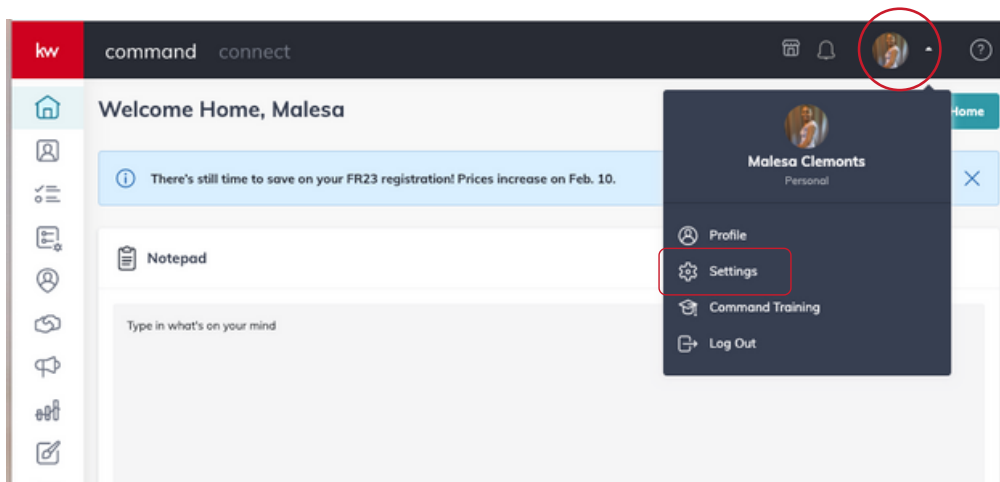 kw command connect
Welcome Home, Malesa
Home
There's still time to save on your FR23 registration! Prices increase on Feb. 10.
Malesa Clemonts
Personal
Profile
Settings
Command Training
Log Out
Notepad
Type in what's on your mind